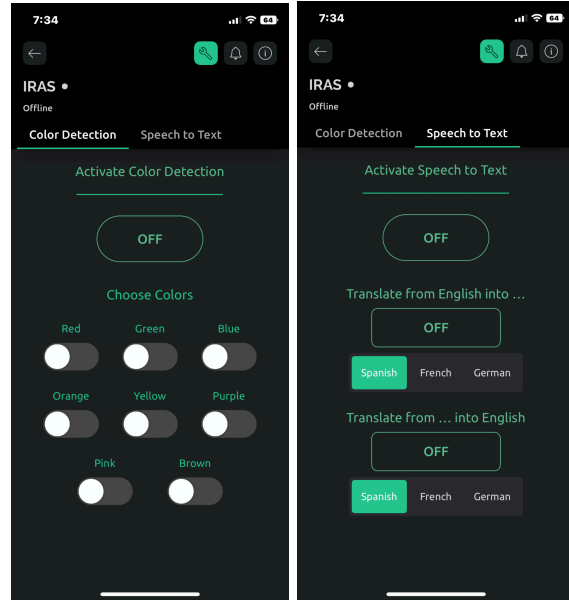 7:34
64
IRAS
Offline
Color Detection Speech to Text
Activate Color Detection
OFF
Choose Colors
Red Green Blue
Orange Yellow Purple
Pink Brown
7:34
64
IRAS
Offline
Color Detection Speech to Text
Activate Speech to Text
OFF
Translate from English into ...
OFF
Spanish French German
Translate from ... into English
OFF
Spanish French German